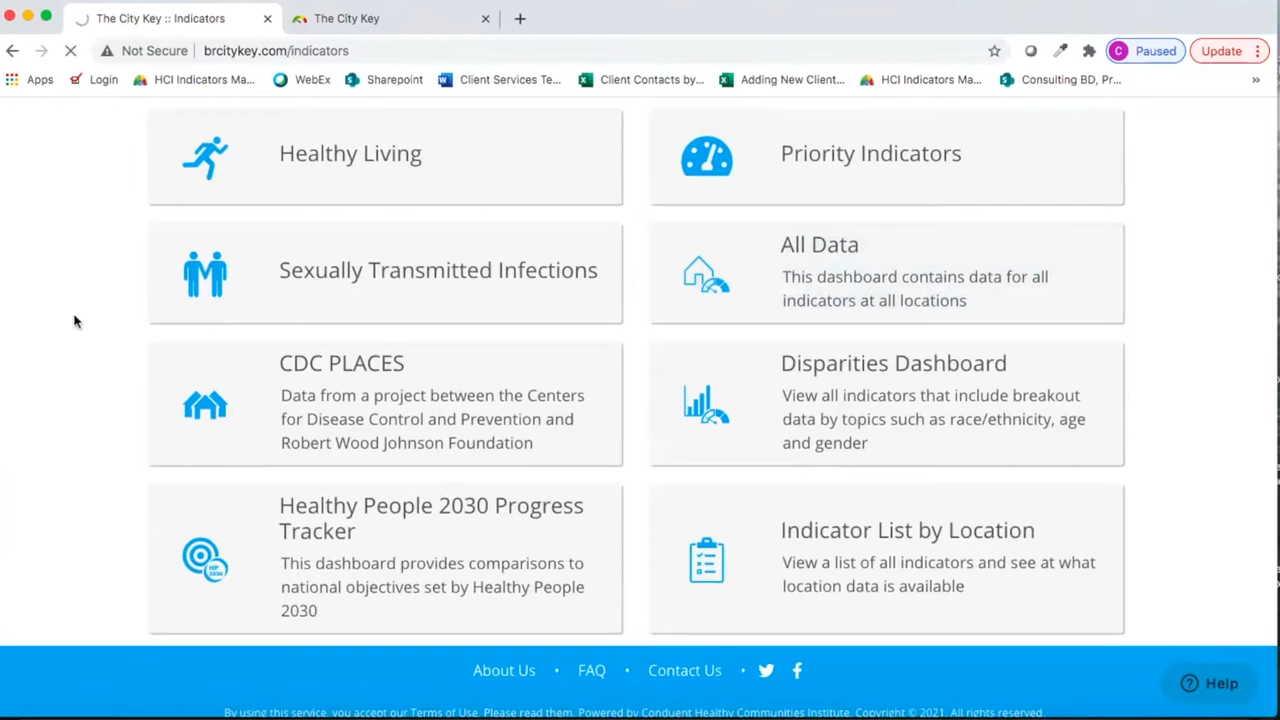 The City Key :: Indicators
The City Key
Not Secure
brcitykey.com/indicators
C
Paused
Update
Apps
Login
HCI Indicators Ma...
WebEx
Sharepoint
Client Services Te...
Client Contacts by...
Adding New Client...
HCI Indicators Ma...
Consulting BD, Pr...
»
Healthy Living
Priority Indicators
Sexually Transmitted Infections
All Data
This dashboard contains data for all
indicators at all locations
CDC PLACES
Data from a project between the Centers
for Disease Control and Prevention and
Robert Wood Johnson Foundation
Disparities Dashboard
View all indicators that include breakout
data by topics such as race/ethnicity, age
and gender
Healthy People 2030 Progress
Tracker
This dashboard provides comparisons to
national objectives set by Healthy People
2030
Indicator List by Location
View a list of all indicators and see at what
location data is available
About Us • FAQ • Contact Us •
Help
By using this service, you accept our Terms of Use. Please read them. Powered by Conduent Healthy Communities Institute. Copyright © 2021. All rights reserved.